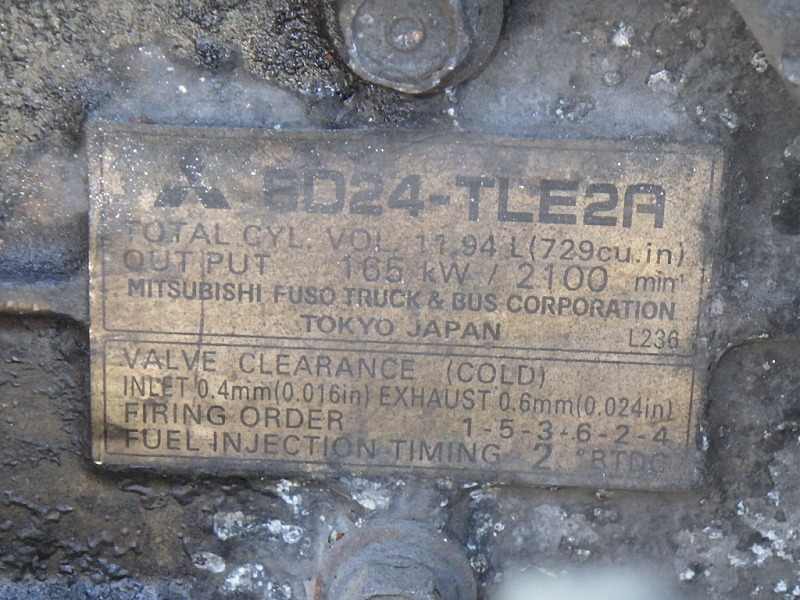 6D24-TLE2A
TOTAL CYL. VOL. 11.94 L(729cu.in)
OUTPUT 165 kW / 2100 min⁻¹
MITSUBISHI FUSO TRUCK & BUS CORPORATION
TOKYO JAPAN L236
VALVE CLEARANCE (COLD)
INLET 0.4mm(0.016in) EXHAUST 0.6mm(0.024in)
FIRING ORDER 1-5-3-6-2-4
FUEL INJECTION TIMING 2 °BTDC